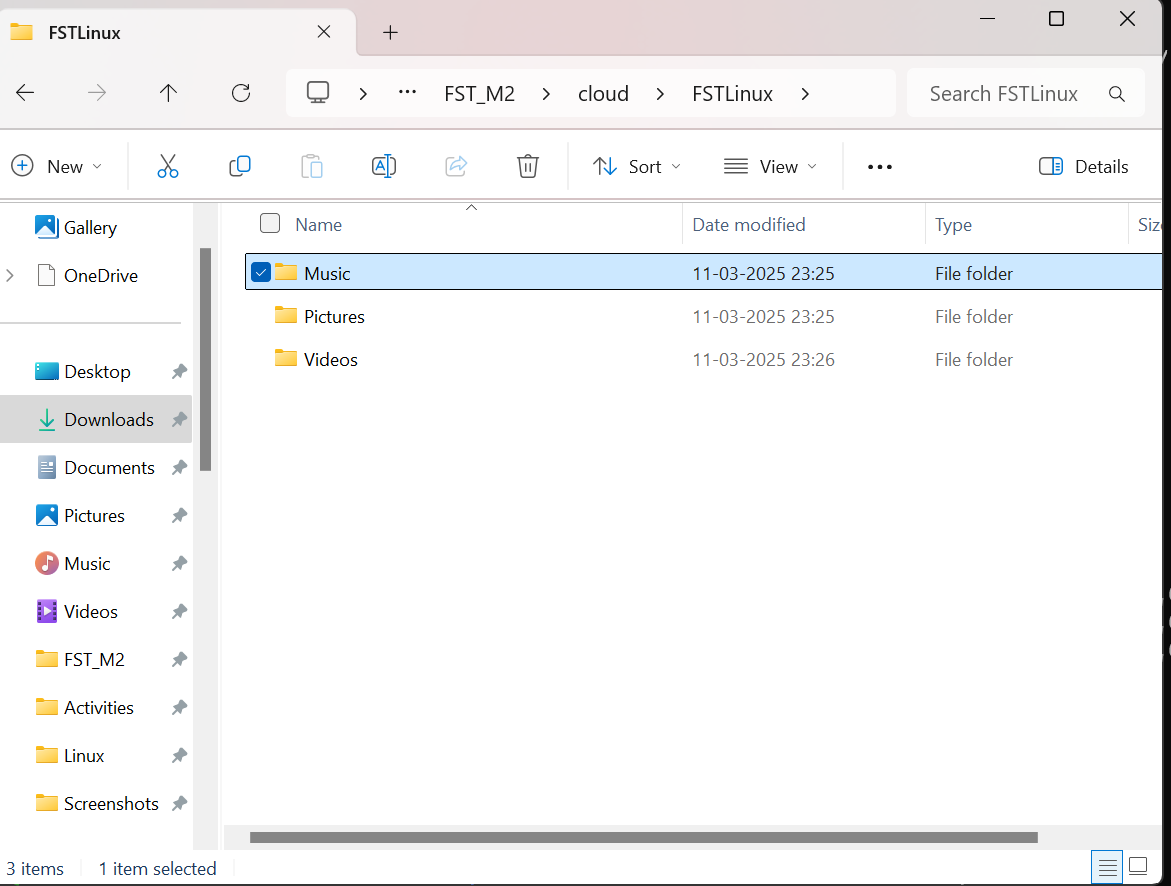 FSTLinux
FST_M2 cloud FSTLinux
Search FSTLinux
New Sort View Details
Gallery
OneDrive
Desktop
Downloads
Documents
Pictures
Music
Videos
FST_M2
Activities
Linux
Screenshots
Name Date modified Type Siz
Music 11-03-2025 23:25 File folder
Pictures 11-03-2025 23:25 File folder
Videos 11-03-2025 23:26 File folder
3 items 1 item selected